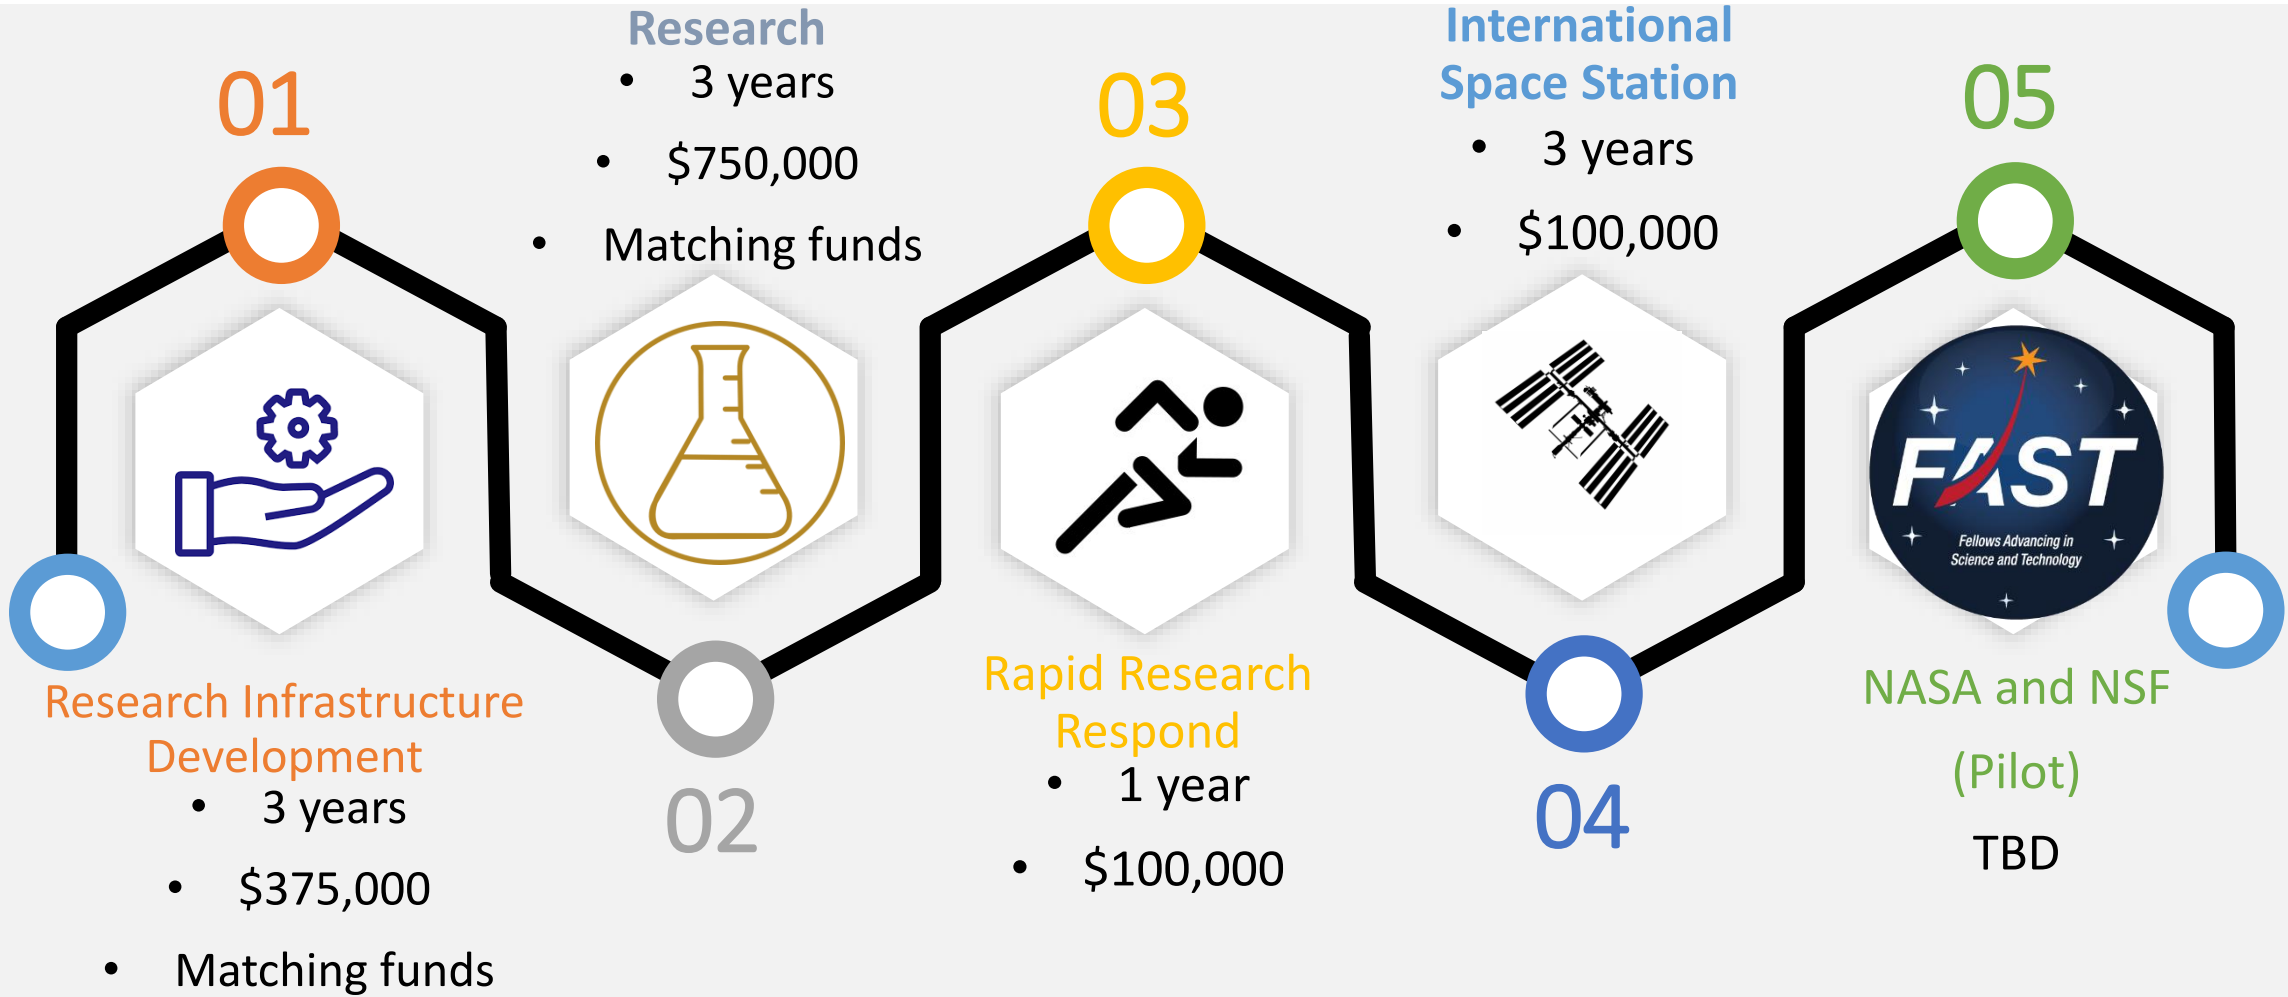 01
Research Infrastructure
Development
• 3 years
• $375,000
• Matching funds
Research
• 3 years
• $750,000
• Matching funds
02
03
Rapid Research
Respond
• 1 year
• $100,000
International
Space Station
• 3 years
• $100,000
04
05
FAST
Fellows Advancing in
Science and Technology
NASA and NSF
(Pilot)
TBD